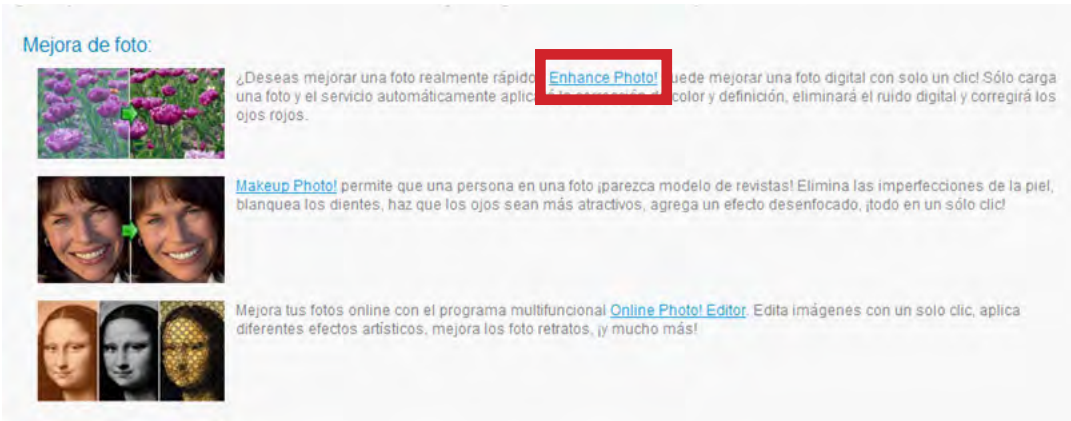 Mejora de foto:
¿Deseas mejorar una foto realmente rápido Enhance Photo! uede mejorar una foto digital con solo un clic! Sólo carga
una foto y el servicio automáticamente aplic la corrección color y definición, eliminará el ruido digital y corregirá los
ojos rojos.
Makeup Photo! permite que una persona en una foto ¡parezca modelo de revistas! Elimina las imperfecciones de la piel,
blanquea los dientes, haz que los ojos sean más atractivos, agrega un efecto desenfocado, ¡todo en un sólo clic!
Mejora tus fotos online con el programa multifuncional Online Photo! Editor. Edita imágenes con un solo clic, aplica
diferentes efectos artísticos, mejora los foto retratos, ¡y mucho más!